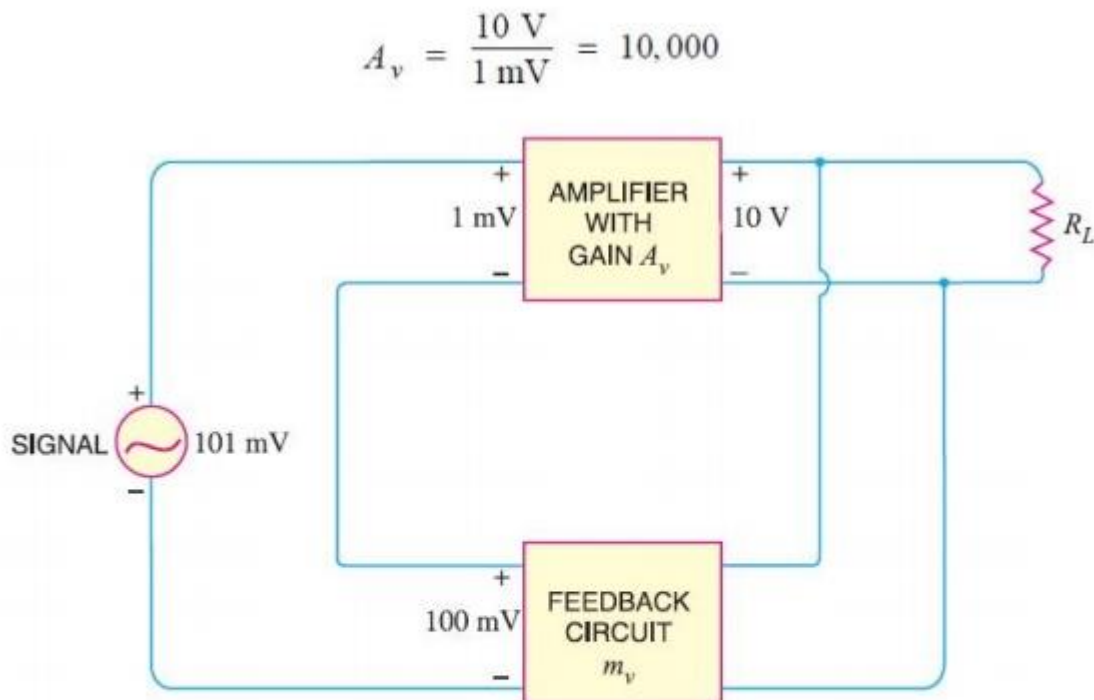 A_v = 10 V / 1 mV = 10,000
+
1 mV
−
AMPLIFIER
WITH
GAIN A_v
+
10 V
−
R_L
+
SIGNAL
101 mV
−
+
100 mV
−
FEEDBACK
CIRCUIT
m_v